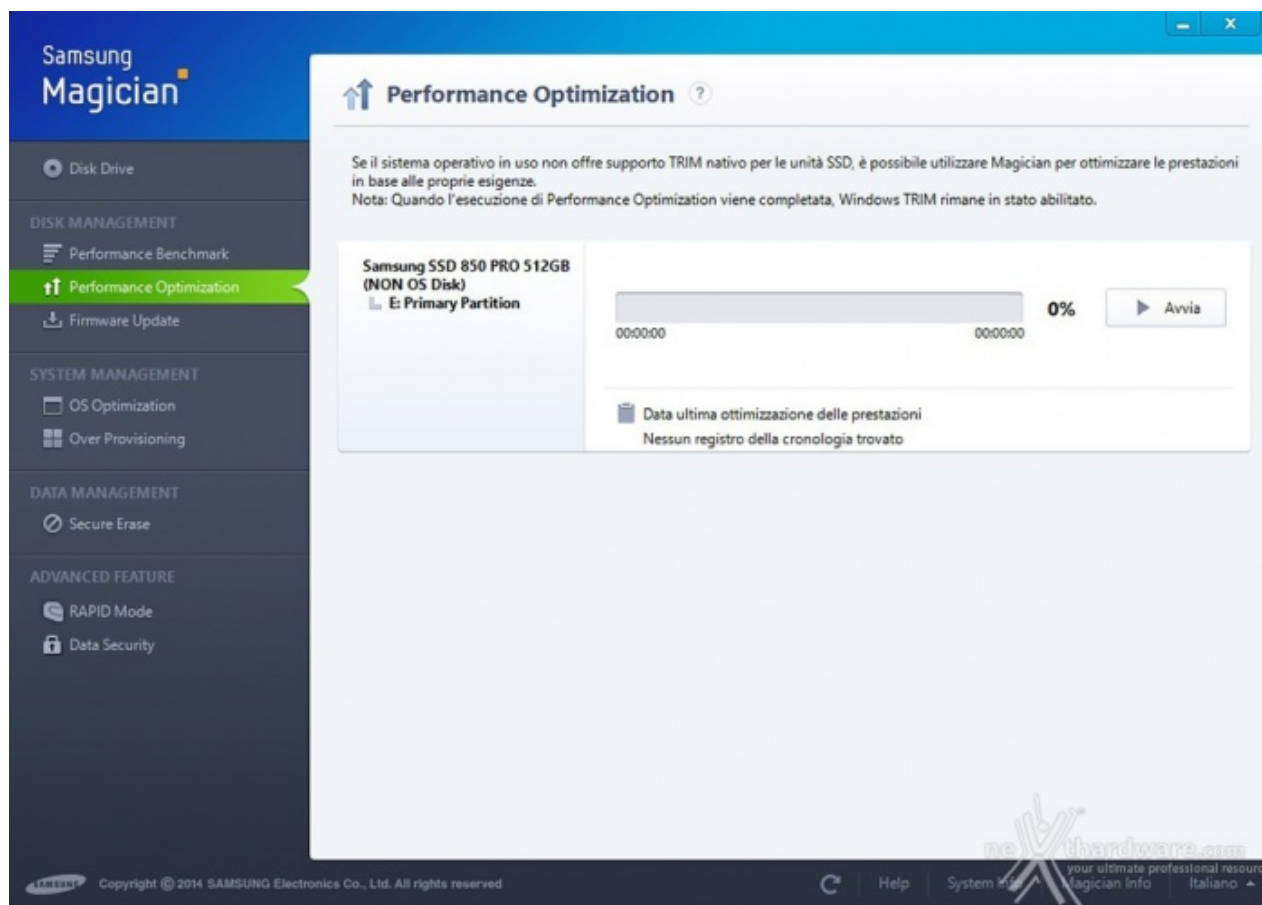 Samsung
Magician
Performance Optimization ?
Disk Drive
DISK MANAGEMENT
Performance Benchmark
Performance Optimization
Firmware Update
SYSTEM MANAGEMENT
OS Optimization
Over Provisioning
DATA MANAGEMENT
Secure Erase
ADVANCED FEATURE
RAPID Mode
Data Security
Se il sistema operativo in uso non offre supporto TRIM nativo per le unità SSD, è possibile utilizzare Magician per ottimizzare le prestazioni
in base alle proprie esigenze.
Nota: Quando l'esecuzione di Performance Optimization viene completata, Windows TRIM rimane in stato abilitato.
Samsung SSD 850 PRO 512GB
(NON OS Disk)
E: Primary Partition
0%
Avvia
00:00:00 00:00:00
Data ultima ottimizzazione delle prestazioni
Nessun registro della cronologia trovato
nexthardware.com
your ultimate professional resour
SAMSUNG Copyright © 2014 SAMSUNG Electronics Co., Ltd. All rights reserved
Help System Info Magician Info Italiano